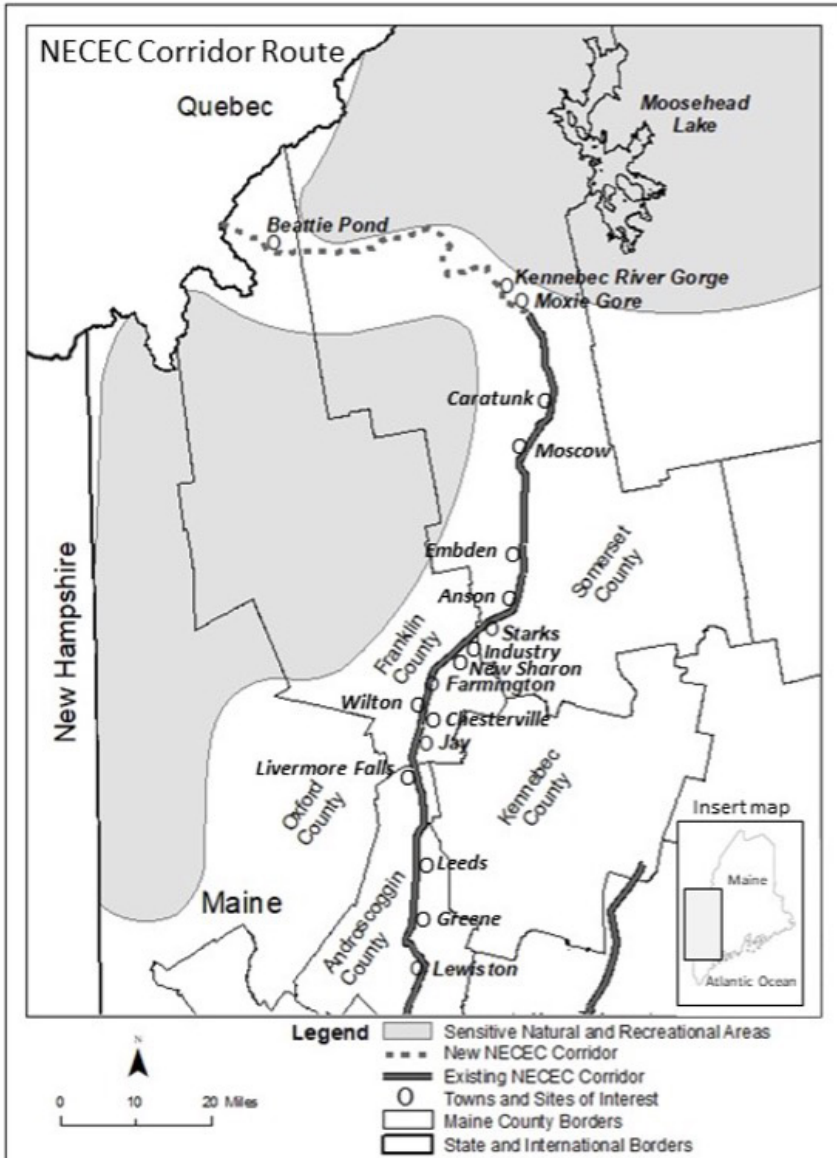 NECEC Corridor Route
Quebec
Moosehead
Lake
Beattie Pond
Kennebec River Gorge
Moxie Gore
Caratunk
Moscow
Embden
Somerset
County
Anson
Starks
Franklin
County
Industry
New Sharon
New Hampshire
Farmington
Wilton
Chesterville
Jay
Livermore Falls
Oxford
County
Kennebec
County
Insert map
Maine
Atlantic Ocean
Leeds
Maine
Greene
Androscoggin
County
Lewiston
Legend
Sensitive Natural and Recreational Areas
New NECEC Corridor
Existing NECEC Corridor
Towns and Sites of Interest
Maine County Borders
State and International Borders
N
0 10 20 Miles